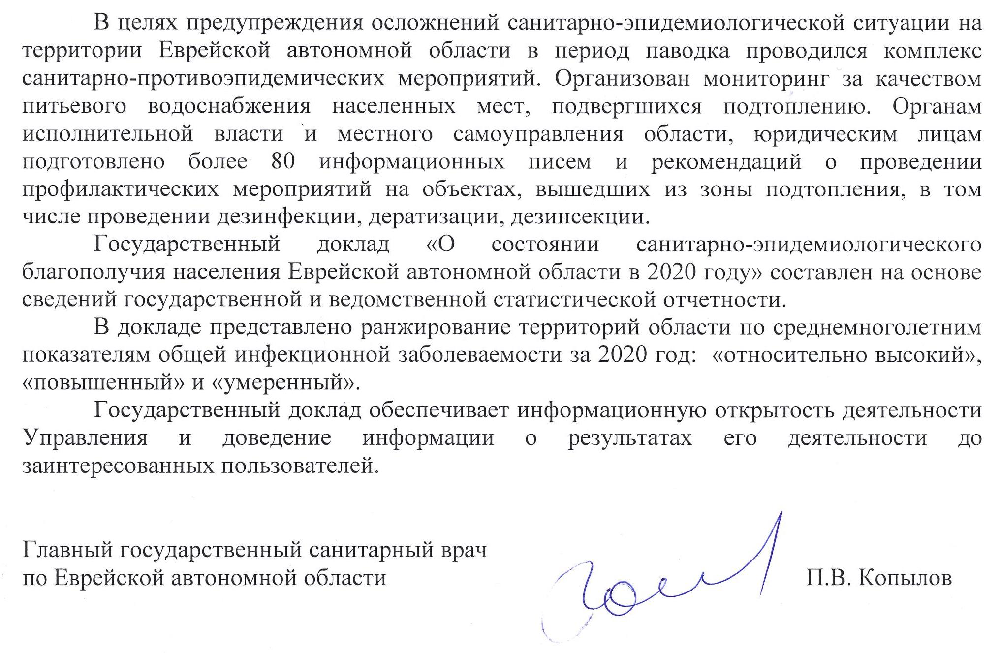 В целях предупреждения осложнений санитарно-эпидемиологической ситуации на
территории Еврейской автономной области в период паводка проводился комплекс
санитарно-противоэпидемических мероприятий. Организован мониторинг за качеством
питьевого водоснабжения населенных мест, подвергшихся подтоплению. Органам
исполнительной власти и местного самоуправления области, юридическим лицам
подготовлено более 80 информационных писем и рекомендаций о проведении
профилактических мероприятий на объектах, вышедших из зоны подтопления, в том
числе проведении дезинфекции, дератизации, дезинсекции.
Государственный доклад «О состоянии санитарно-эпидемиологического
благополучия населения Еврейской автономной области в 2020 году» составлен на основе
сведений государственной и ведомственной статистической отчетности.
В докладе представлено ранжирование территорий области по среднемноголетним
показателям общей инфекционной заболеваемости за 2020 год: «относительно высокий»,
«повышенный» и «умеренный».
Государственный доклад обеспечивает информационную открытость деятельности
Управления и доведение информации о результатах его деятельности до
заинтересованных пользователей.
Главный государственный санитарный врач
по Еврейской автономной области П.В. Копылов